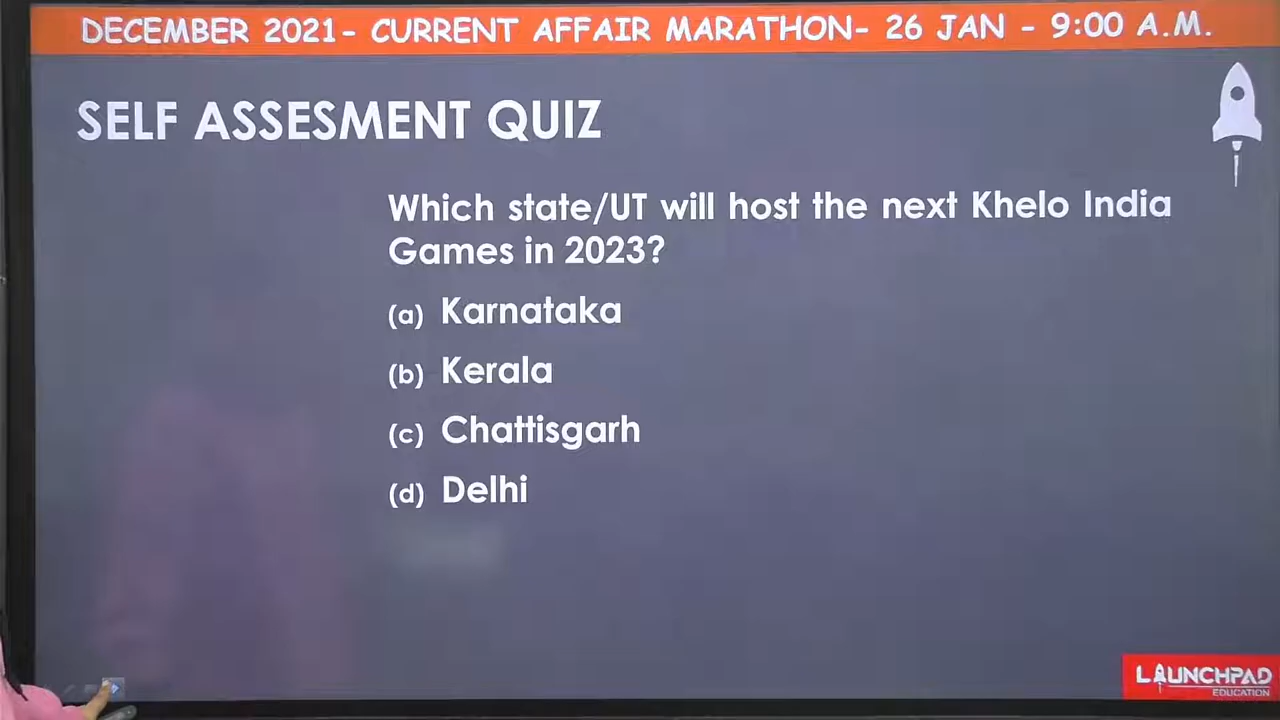 DECEMBER 2021- CURRENT AFFAIR MARATHON- 26 JAN - 9:00 A.M.
SELF ASSESMENT QUIZ
Which state/UT will host the next Khelo India
Games in 2023?
(a) Karnataka
(b) Kerala
(c) Chattisgarh
(d) Delhi
LAUNCHPAD
EDUCATION